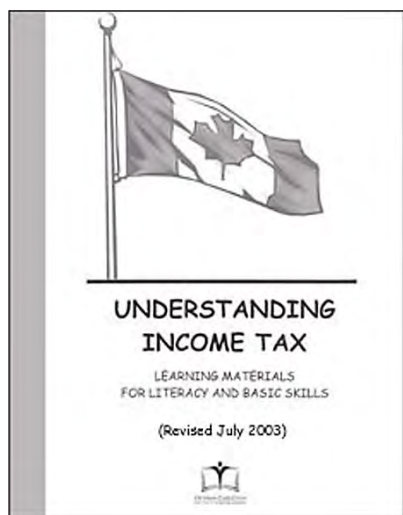 UNDERSTANDING
INCOME TAX
LEARNING MATERIALS
FOR LITERACY AND BASIC SKILLS
(Revised July 2003)